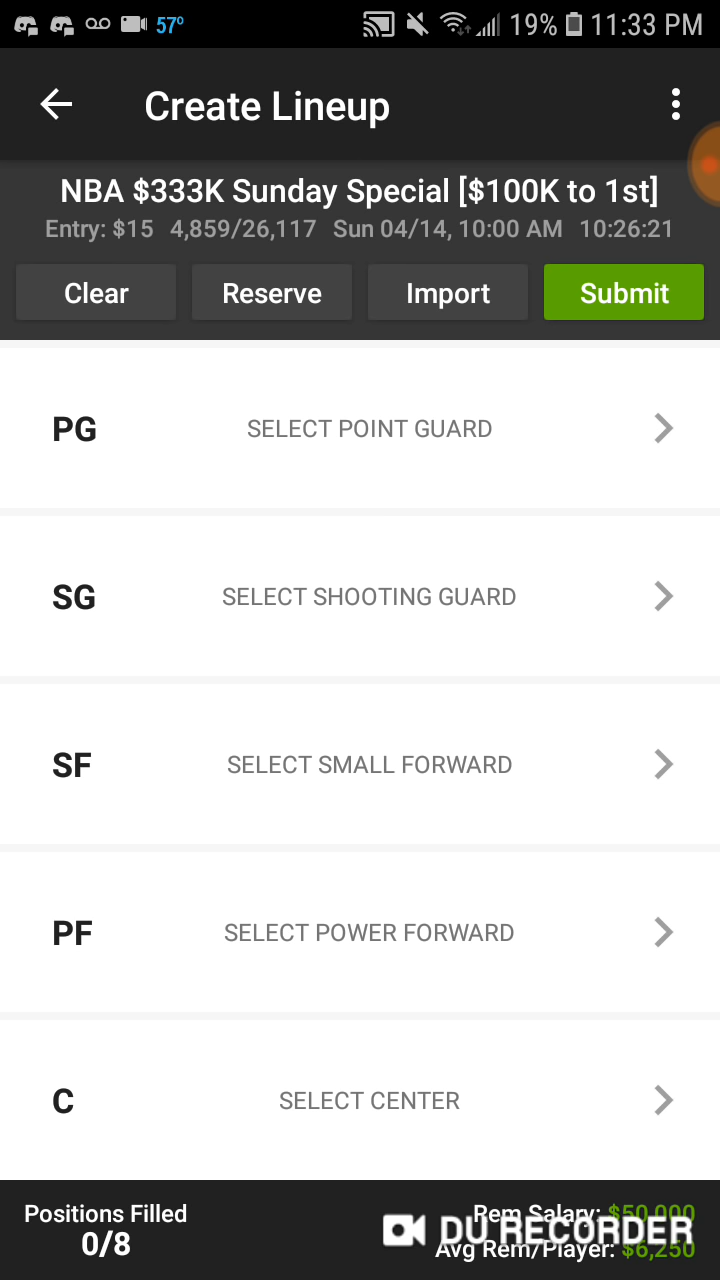 57° 19% 11:33 PM
Create Lineup
NBA $333K Sunday Special [$100K to 1st]
Entry: $15 4,859/26,117 Sun 04/14, 10:00 AM 10:26:21
Clear Reserve Import Submit
PG SELECT POINT GUARD
SG SELECT SHOOTING GUARD
SF SELECT SMALL FORWARD
PF SELECT POWER FORWARD
C SELECT CENTER
Positions Filled Rem Salary: $50,000
0/8 DU RECORDER
Avg Rem/Player: $6,250